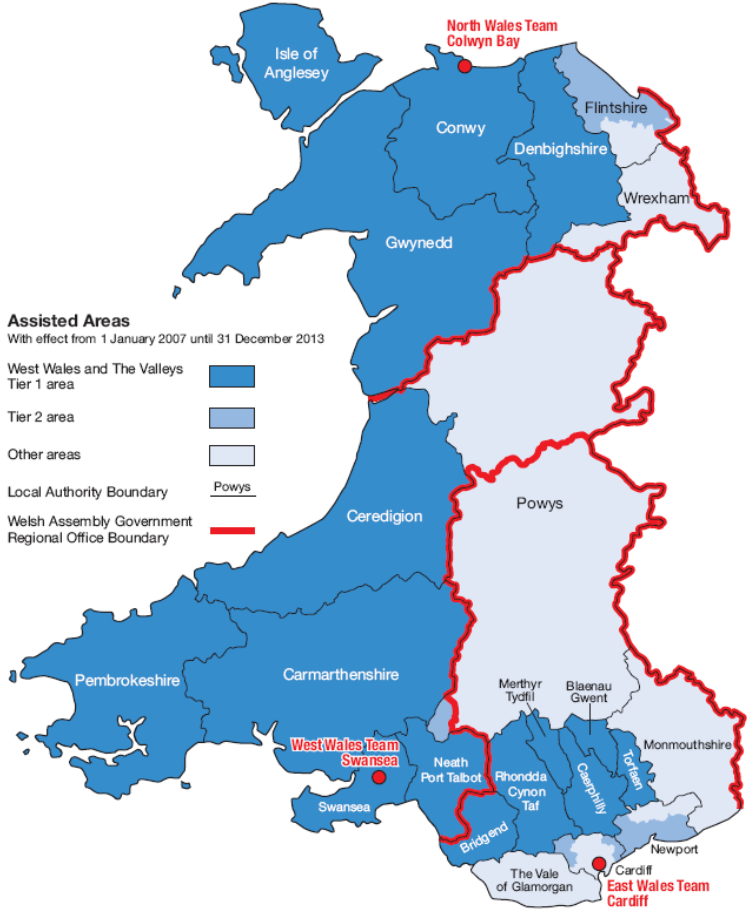 North Wales Team
Colwyn Bay
Isle of
Anglesey
Flintshire
Conwy
Denbighshire
Wrexham
Gwynedd
Assisted Areas
With effect from 1 January 2007 until 31 December 2013
West Wales and The Valleys
Tier 1 area
Tier 2 area
Other areas
Local Authority Boundary
Powys
Welsh Assembly Government
Regional Office Boundary
Powys
Ceredigion
Pembrokeshire
Carmarthenshire
Merthyr
Tydfil
Blaenau
Gwent
West Wales Team
Swansea
Neath
Port Talbot
Rhondda
Cynon
Taf
Caerphilly
Torfaen
Monmouthshire
Swansea
Bridgend
Newport
The Vale
of Glamorgan
Cardiff
East Wales Team
Cardiff